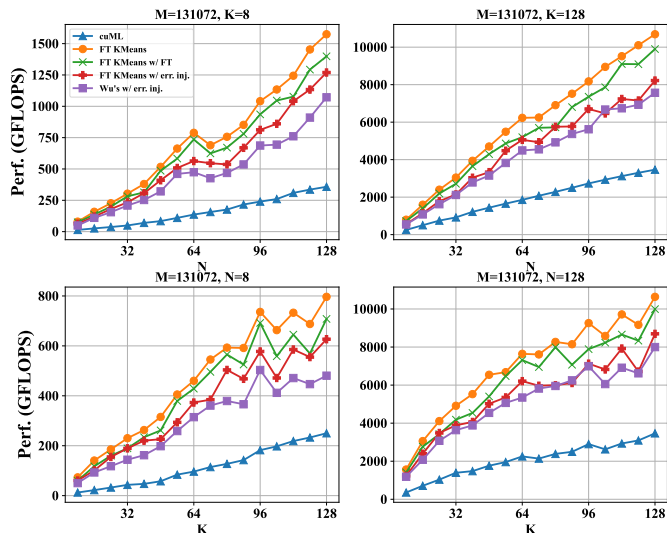 M=131072, K=8
M=131072, K=128
cuML
FT KMeans
FT KMeans w/ FT
FT KMeans w/ err. inj.
Wu's w/ err. inj.
Perf. (GFLOPS)
1500
1250
1000
750
500
250
0
32
64
96
128
N
10000
8000
6000
4000
2000
0
32
64
96
128
N
M=131072, N=8
M=131072, N=128
Perf. (GFLOPS)
800
600
400
200
0
32
64
96
128
K
10000
8000
6000
4000
2000
0
32
64
96
128
K